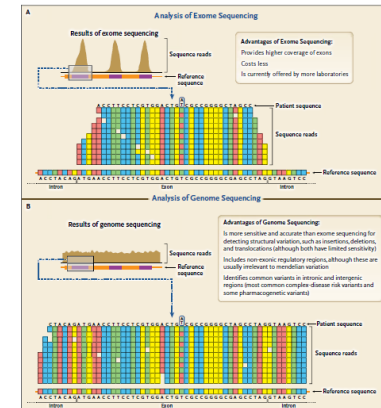 A
Analysis of Exome Sequencing
Results of exome sequencing
Sequence reads
Reference sequence
Advantages of Exome Sequencing:
Provides higher coverage of exons
Costs less
Is currently offered by more laboratories
Patient sequence
Sequence reads
Reference sequence
ACCTACAGATGAACCTTCCTCGTGGACTGTCGCCGGGGCGAGCCTAGGTAAGTCC
Intron
Exon
Intron
B
Analysis of Genome Sequencing
Results of genome sequencing
Sequence reads
Reference sequence
Advantages of Genome Sequencing:
Is more sensitive and accurate than exome sequencing for
detecting structural variation, such as insertions, deletions,
and translocations (although both have limited sensitivity)
Includes non-exonic regulatory regions, although these are
usually irrelevant to mendelian variation
Identifies common variants in intronic and intergenic
regions (most common complex-disease risk variants and
some pharmacogenetic variants)
Patient sequence
Sequence reads
Reference sequence
ACCTACAGATGAACCTTCCTCGTGGACTGTCGCCGGGGCGAGCCTAGGTAAGTCC
Intron
Exon
Intron